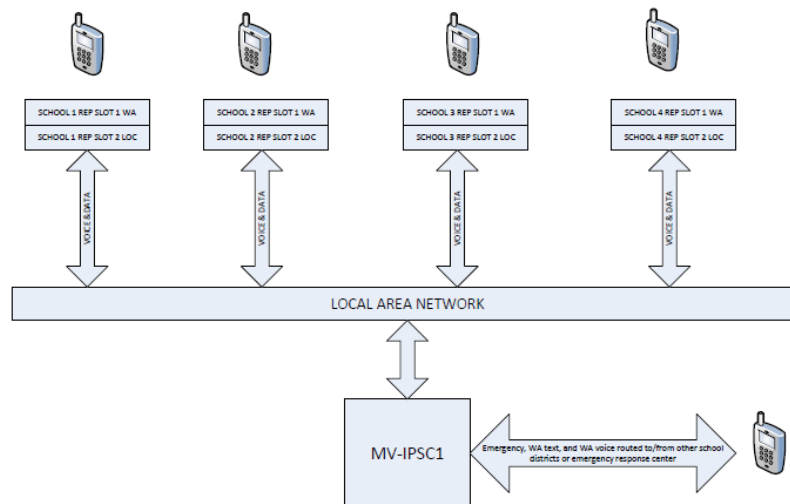 SCHOOL 1 REP SLOT 1 WA
SCHOOL 1 REP SLOT 2 LOC
SCHOOL 2 REP SLOT 1 WA
SCHOOL 2 REP SLOT 2 LOC
SCHOOL 3 REP SLOT 1 WA
SCHOOL 3 REP SLOT 2 LOC
SCHOOL 4 REP SLOT 1 WA
SCHOOL 4 REP SLOT 2 LOC
VOICE & DATA
VOICE & DATA
VOICE & DATA
VOICE & DATA
LOCAL AREA NETWORK
MV-IPSC1
Emergency, WA text, and WA voice routed to/from other school
districts or emergency response center